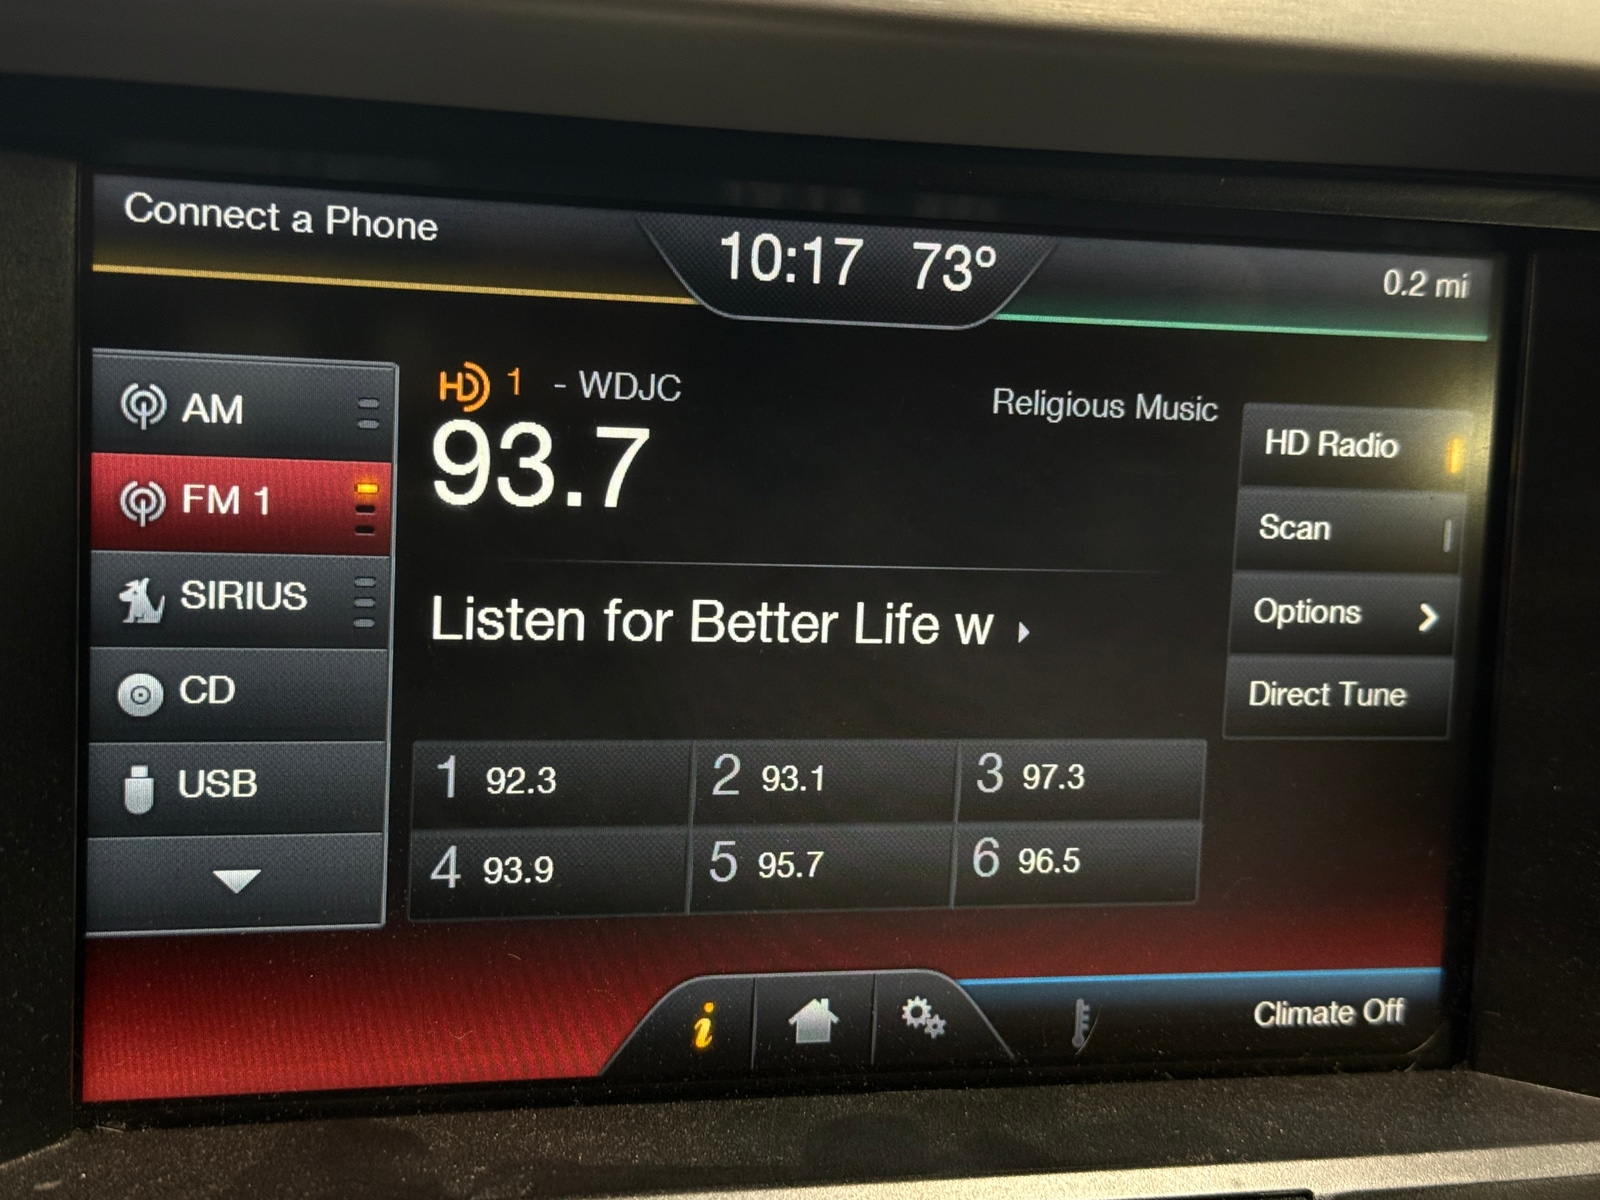 Connect a Phone
10:17 73°
0.2 mi
AM
FM 1
SIRIUS
CD
USB
HD 1 - WDJC
Religious Music
93.7
Listen for Better Life w
HD Radio
Scan
Options
Direct Tune
1 92.3
2 93.1
3 97.3
4 93.9
5 95.7
6 96.5
i
Climate Off